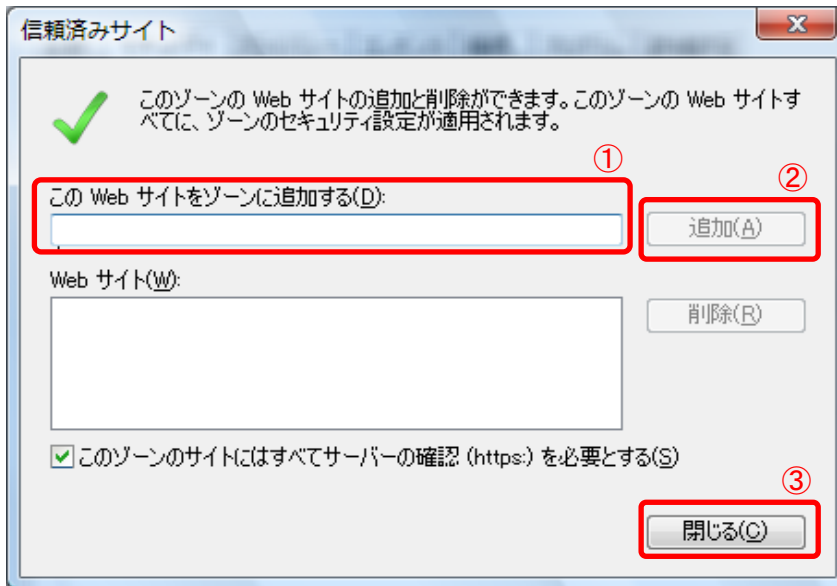 信頼済みサイト
このゾーンの Web サイトの追加と削除ができます。このゾーンの Web サイトす
べてに、ゾーンのセキュリティ設定が適用されます。
①
②
この Web サイトをゾーンに追加する(D):
追加(A)
Web サイト(W):
削除(R)
このゾーンのサイトにはすべてサーバーの確認 (https:) を必要とする(S)
③
閉じる(C)